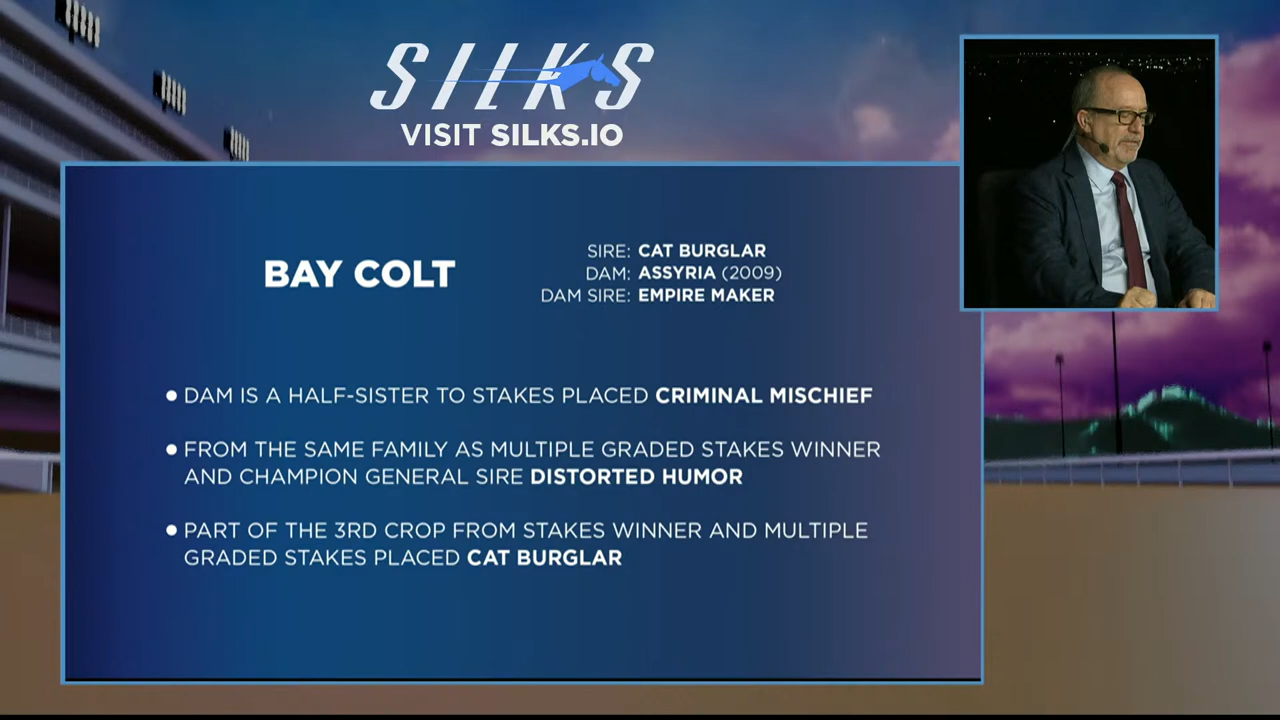 SILKS
VISIT SILKS.IO
BAY COLT
SIRE: CAT BURGLAR
DAM: ASSYRIA (2009)
DAM SIRE: EMPIRE MAKER
● DAM IS A HALF-SISTER TO STAKES PLACED CRIMINAL MISCHIEF
● FROM THE SAME FAMILY AS MULTIPLE GRADED STAKES WINNER
AND CHAMPION GENERAL SIRE DISTORTED HUMOR
● PART OF THE 3RD CROP FROM STAKES WINNER AND MULTIPLE
GRADED STAKES PLACED CAT BURGLAR